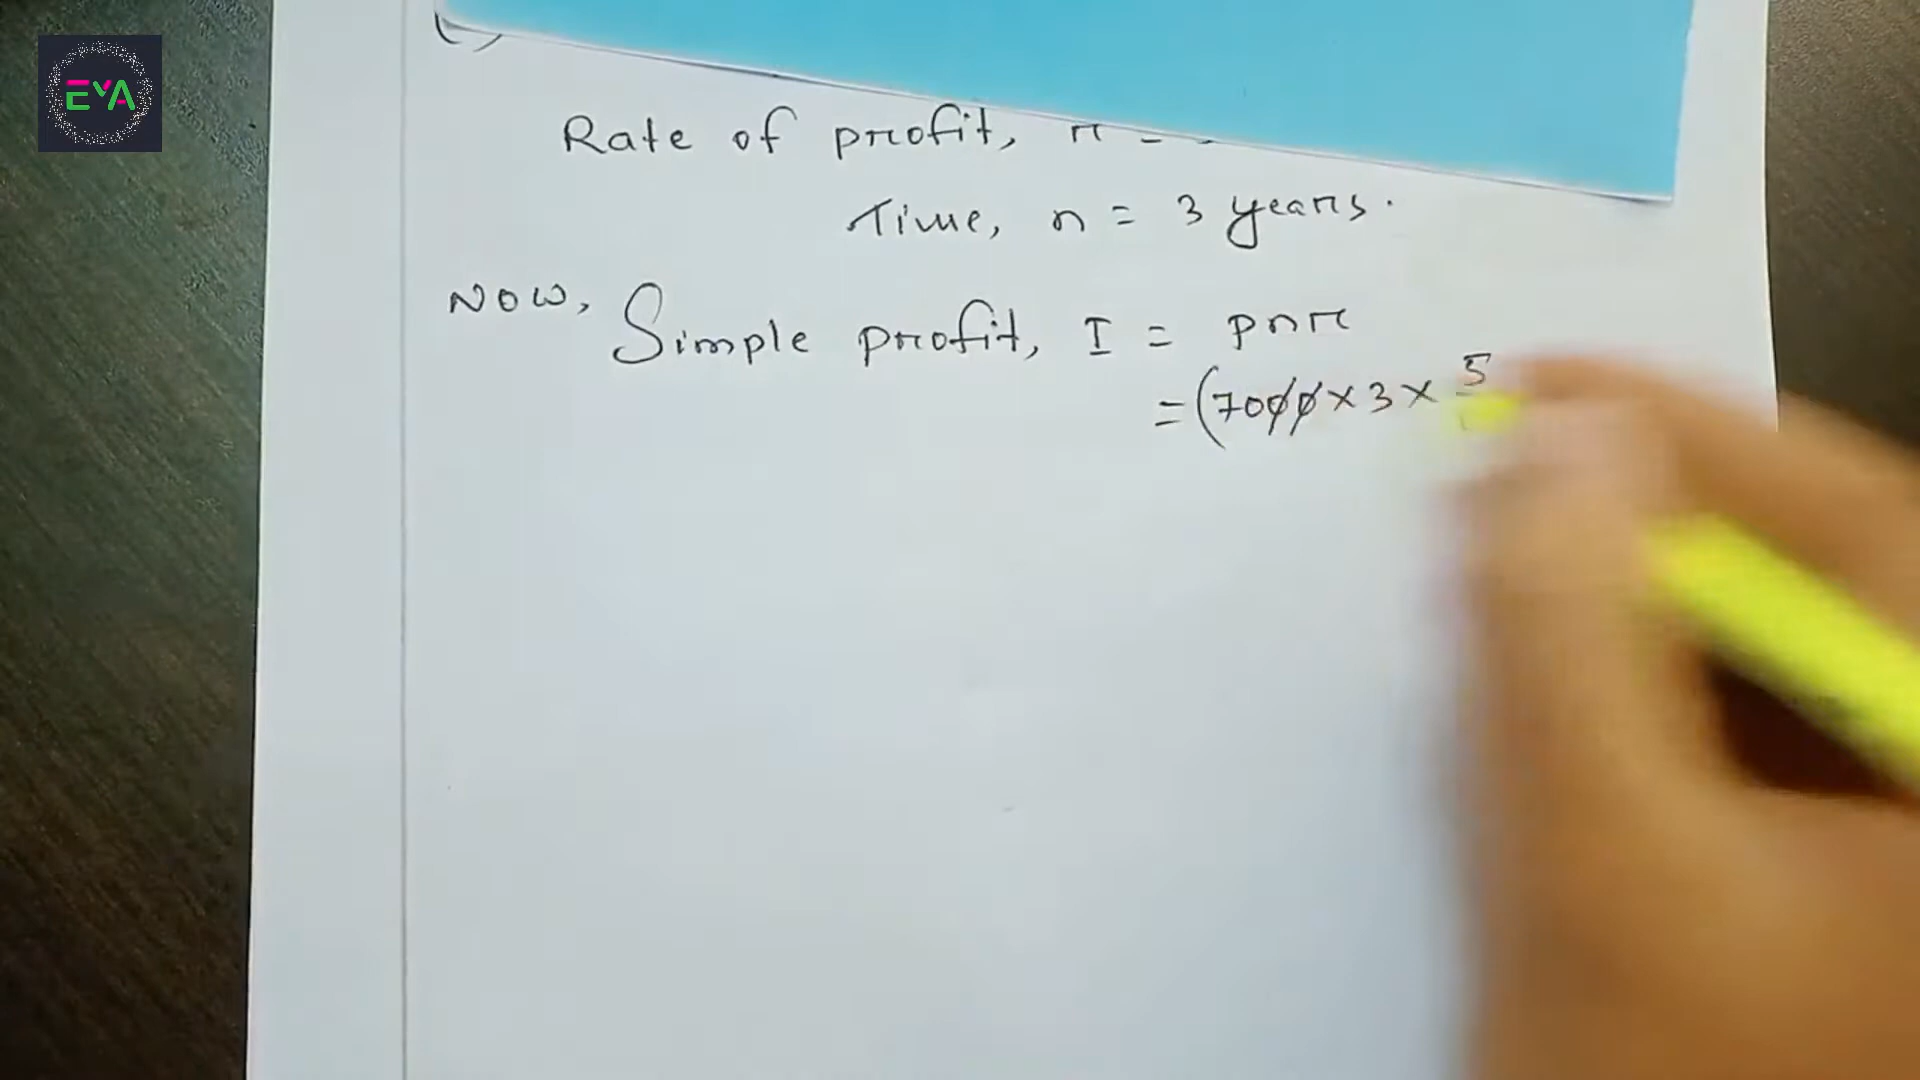 EYA
Rate of profit, r =
Time, n = 3 years.
Now, Simple profit, I = pnr
= (7000 × 3 × 5